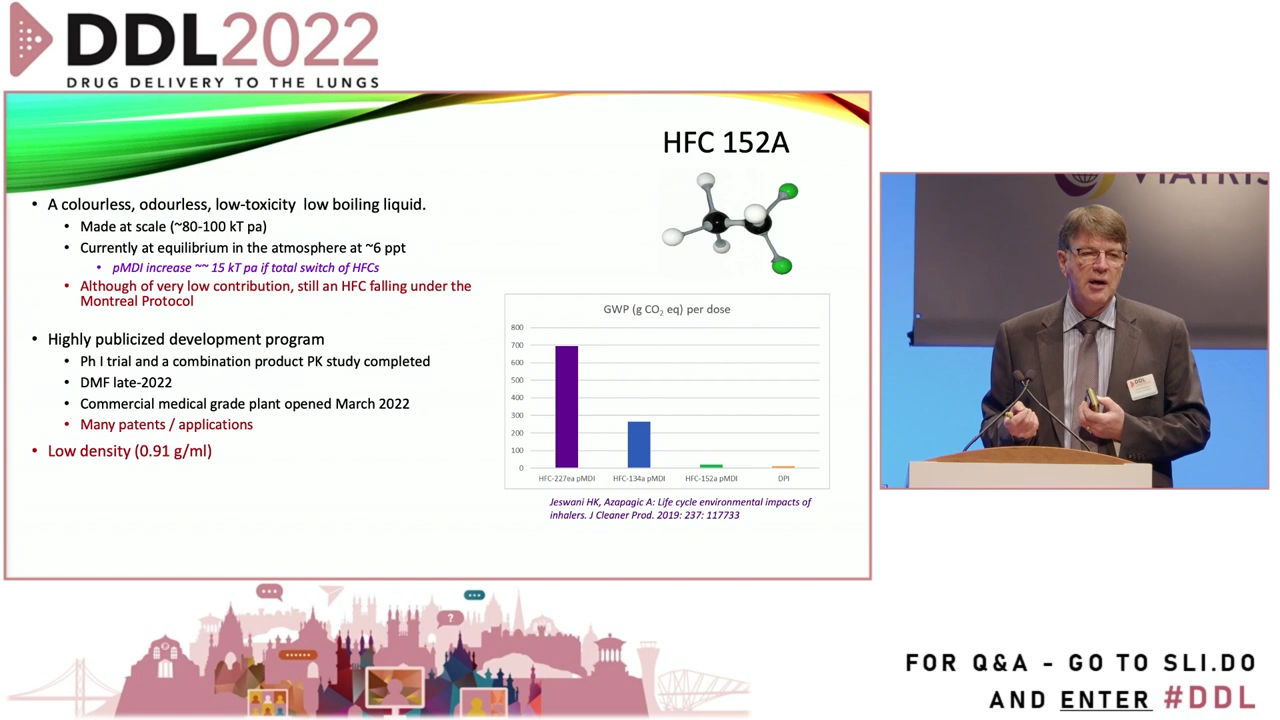 DDL2022
DRUG DELIVERY TO THE LUNGS
HFC 152A
• A colourless, odourless, low-toxicity low boiling liquid.
• Made at scale (~80-100 kT pa)
• Currently at equilibrium in the atmosphere at ~6 ppt
• pMDI increase ~~ 15 kT pa if total switch of HFCs
• Although of very low contribution, still an HFC falling under the
Montreal Protocol
• Highly publicized development program
• Ph I trial and a combination product PK study completed
• DMF late-2022
• Commercial medical grade plant opened March 2022
• Many patents / applications
• Low density (0.91 g/ml)
GWP (g CO₂ eq) per dose
800
700
600
500
400
300
200
100
0
HFC-227ea pMDI HFC-134a pMDI HFC-152a pMDI DPI
Jeswani HK, Azapagic A: Life cycle environmental impacts of
inhalers. J Cleaner Prod. 2019: 237: 117733
VIATRIS
DDL
?
FOR Q&A - GO TO SLI.DO
AND ENTER #DDL